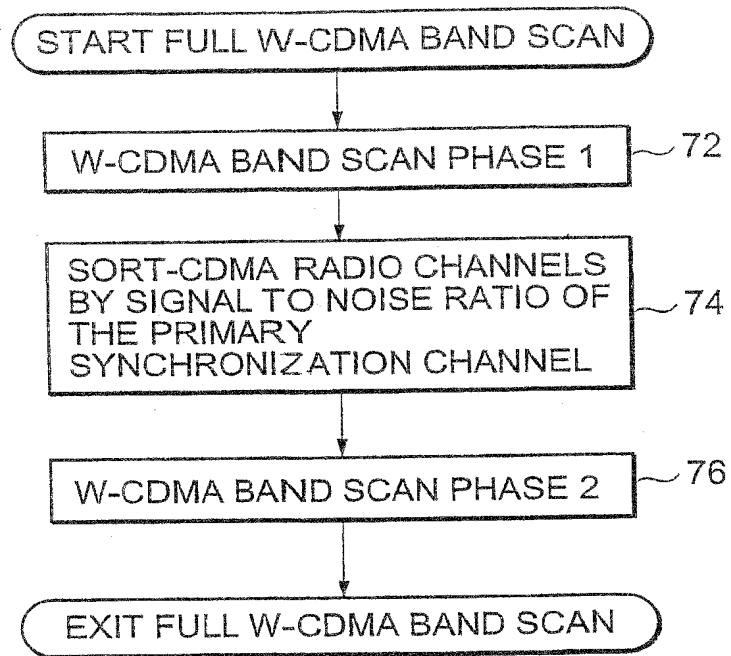 START FULL W-CDMA BAND SCAN
W-CDMA BAND SCAN PHASE 1
72
SORT-CDMA RADIO CHANNELS
BY SIGNAL TO NOISE RATIO OF
THE PRIMARY
SYNCHRONIZATION CHANNEL
74
W-CDMA BAND SCAN PHASE 2
76
EXIT FULL W-CDMA BAND SCAN